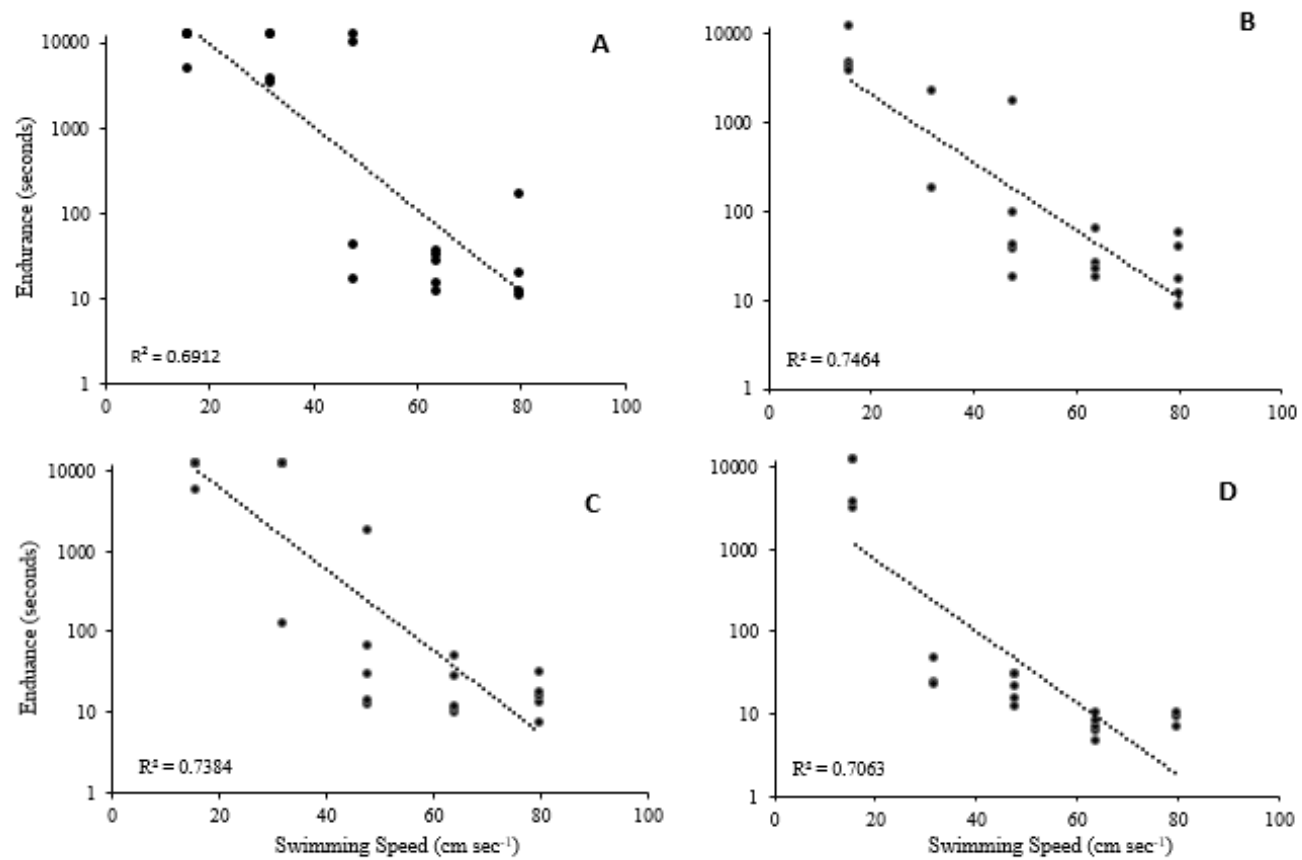 A
B
10000
1000
100
10
1
Endurance (seconds)
R² = 0.6912
0 20 40 60 80 100
10000
1000
100
10
1
R² = 0.7464
0 20 40 60 80 100
C
D
10000
1000
100
10
1
Enduance (seconds)
R² = 0.7384
0 20 40 60 80 100
Swimming Speed (cm sec⁻¹)
10000
1000
100
10
1
R² = 0.7063
0 20 40 60 80 100
Swimming Speed (cm sec⁻¹)